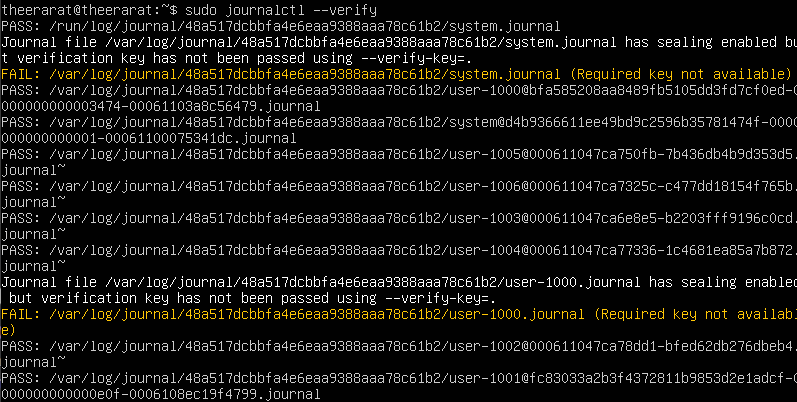 theerarat@theerarat:~$ sudo journalctl --verify
PASS: /run/log/journal/48a517dcbbfa4e6eaa9388aaa78c61b2/system.journal
Journal file /var/log/journal/48a517dcbbfa4e6eaa9388aaa78c61b2/system.journal has sealing enabled bu
t verification key has not been passed using --verify-key=.
FAIL: /var/log/journal/48a517dcbbfa4e6eaa9388aaa78c61b2/system.journal (Required key not available)
PASS: /var/log/journal/48a517dcbbfa4e6eaa9388aaa78c61b2/user-1000@bfa585208aa8489fb5105dd3fd7cf0ed-0
000000000003474-00061103a8c56479.journal
PASS: /var/log/journal/48a517dcbbfa4e6eaa9388aaa78c61b2/system@d4b9366611ee49bd9c2596b35781474f-0000
000000000001-00061100075341dc.journal
PASS: /var/log/journal/48a517dcbbfa4e6eaa9388aaa78c61b2/user-1005@000611047ca750fb-7b436db4b9d353d5.
journal~
PASS: /var/log/journal/48a517dcbbfa4e6eaa9388aaa78c61b2/user-1006@000611047ca7325c-c477dd18154f765b.
journal~
PASS: /var/log/journal/48a517dcbbfa4e6eaa9388aaa78c61b2/user-1003@000611047ca6e8e5-b2203fff9196c0cd.
journal~
PASS: /var/log/journal/48a517dcbbfa4e6eaa9388aaa78c61b2/user-1004@000611047ca77336-1c4681ea85a7b872.
journal~
Journal file /var/log/journal/48a517dcbbfa4e6eaa9388aaa78c61b2/user-1000.journal has sealing enabled
but verification key has not been passed using --verify-key=.
FAIL: /var/log/journal/48a517dcbbfa4e6eaa9388aaa78c61b2/user-1000.journal (Required key not availabl
e)
PASS: /var/log/journal/48a517dcbbfa4e6eaa9388aaa78c61b2/user-1002@000611047ca78dd1-bfed62db276dbeb4.
journal~
PASS: /var/log/journal/48a517dcbbfa4e6eaa9388aaa78c61b2/user-1001@fc83033a2b3f4372811b9853d2e1adcf-0
000000000000e0f-0006108ec19f4799.journal